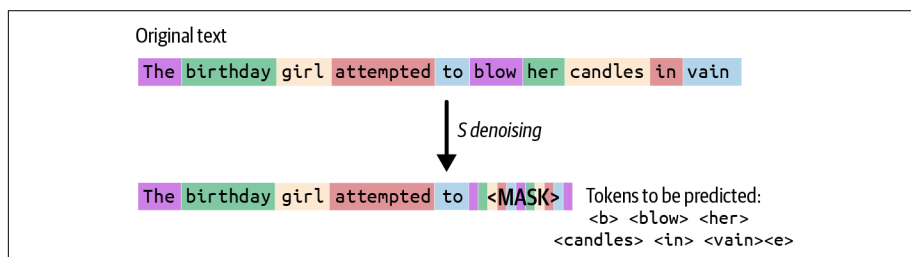 Original text
The birthday girl attempted to blow her candles in vain
S denoising
The birthday girl attempted to <MASK> Tokens to be predicted:
<b> <blow> <her>
<candles> <in> <vain><e>